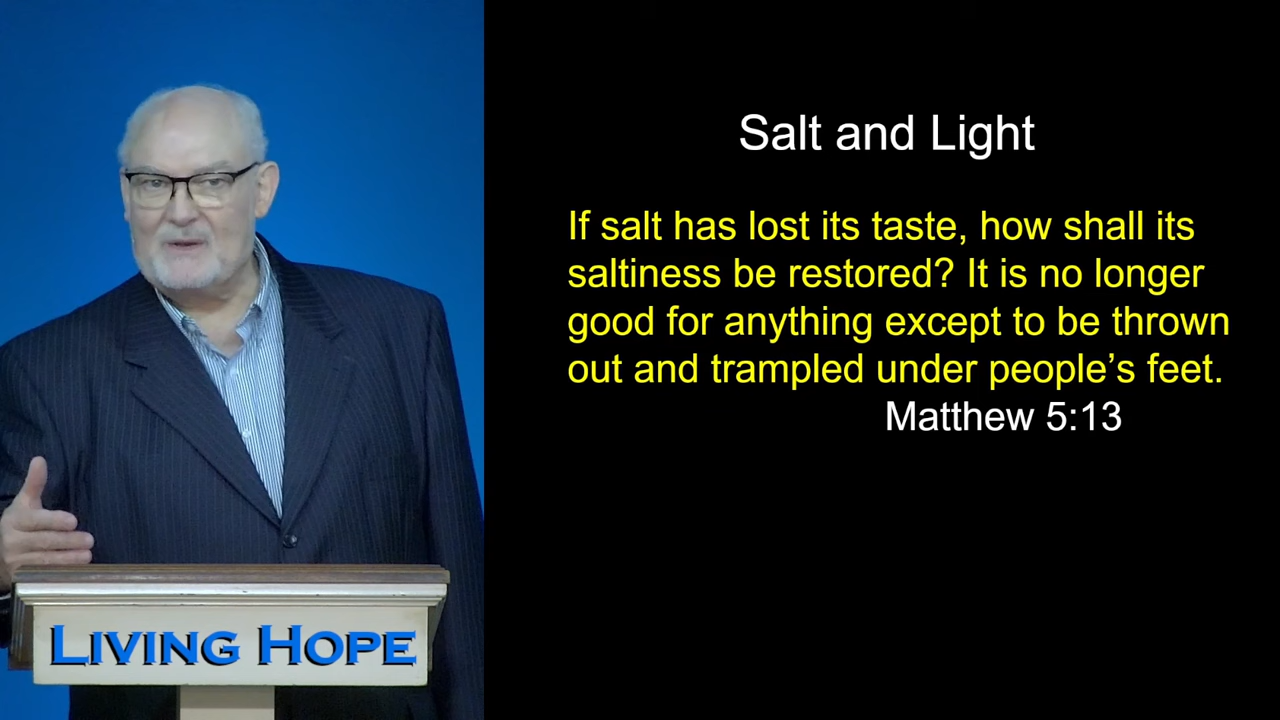 Salt and Light
If salt has lost its taste, how shall its
saltiness be restored? It is no longer
good for anything except to be thrown
out and trampled under people’s feet.
Matthew 5:13
LIVING HOPE